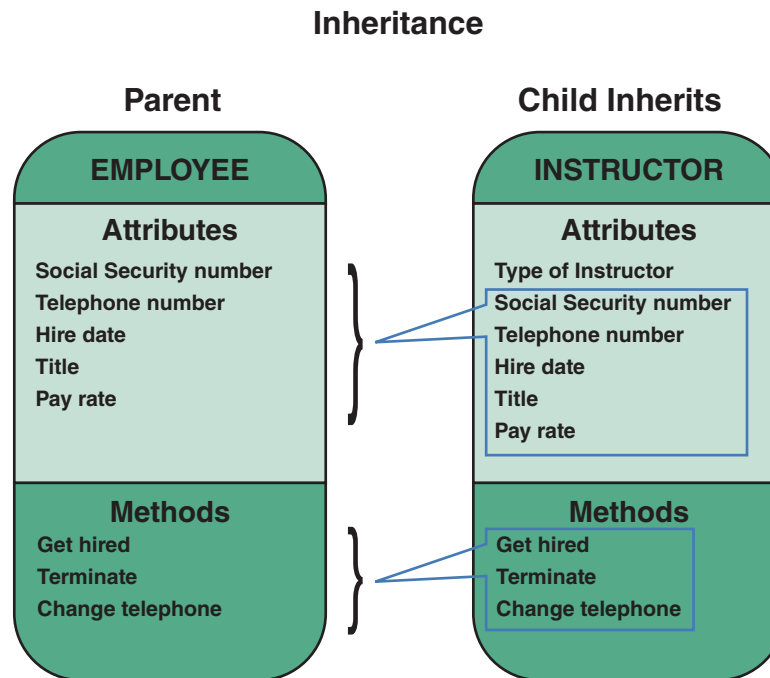 Inheritance
Parent
EMPLOYEE
Attributes
Social Security number
Telephone number
Hire date
Title
Pay rate
Methods
Get hired
Terminate
Change telephone
Child Inherits
INSTRUCTOR
Attributes
Type of Instructor
Social Security number
Telephone number
Hire date
Title
Pay rate
Methods
Get hired
Terminate
Change telephone